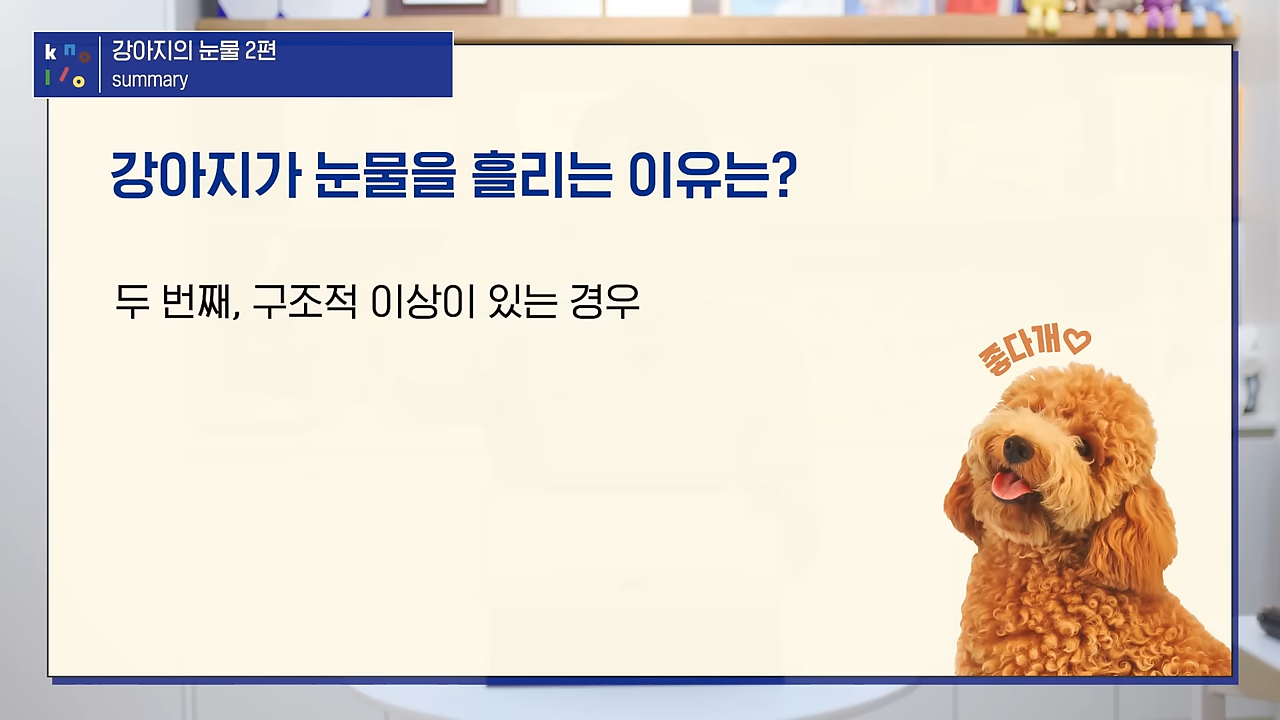 knollo
강아지의 눈물 2편
summary
강아지가 눈물을 흘리는 이유는?
두 번째, 구조적 이상이 있는 경우
좋다개♡